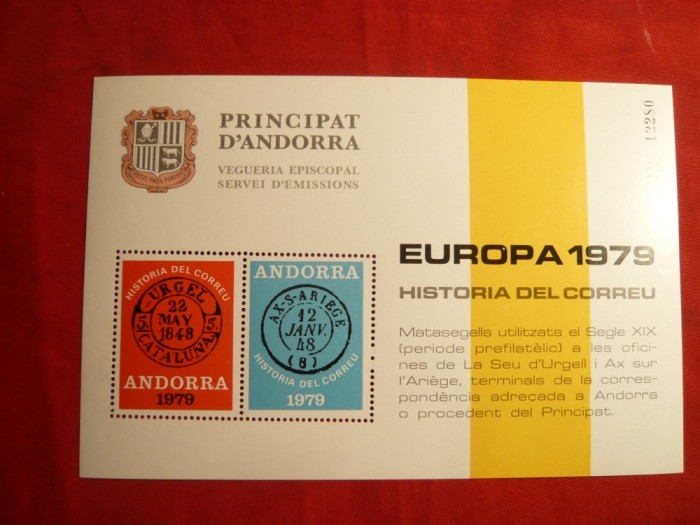 PRINCIPAT
D'ANDORRA
VEGUERIA EPISCOPAL
SERVEI D'EMISSIONS
12280
EUROPA 1979
HISTORIA DEL CORREU
Matasegells utilitzats el Segle XIX
(periode prefilatèlic) a les ofici-
nes de La Seu d'Urgell i Ax sur
l'Ariège, terminals de la corres-
pondència adreçada a Andorra
o procedent del Principat.
HISTORIA DEL CORREU
URGEL
22
MAY
1848
CATALUÑA
ANDORRA
1979
ANDORRA
AX-S-ARIEGE
12
JANV.
48
(8)
HISTORIA DEL CORREU
1979